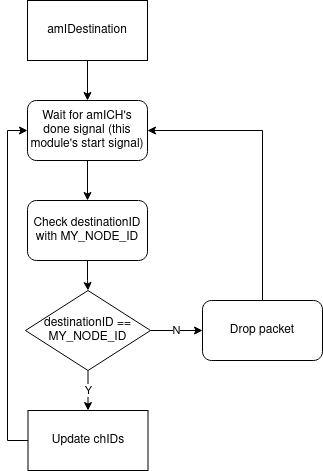 amIDestination
Wait for amICH's
done signal (this
module's start signal)
Check destinationID
with MY_NODE_ID
destinationID ==
MY_NODE_ID
N
Drop packet
Y
Update chIDs